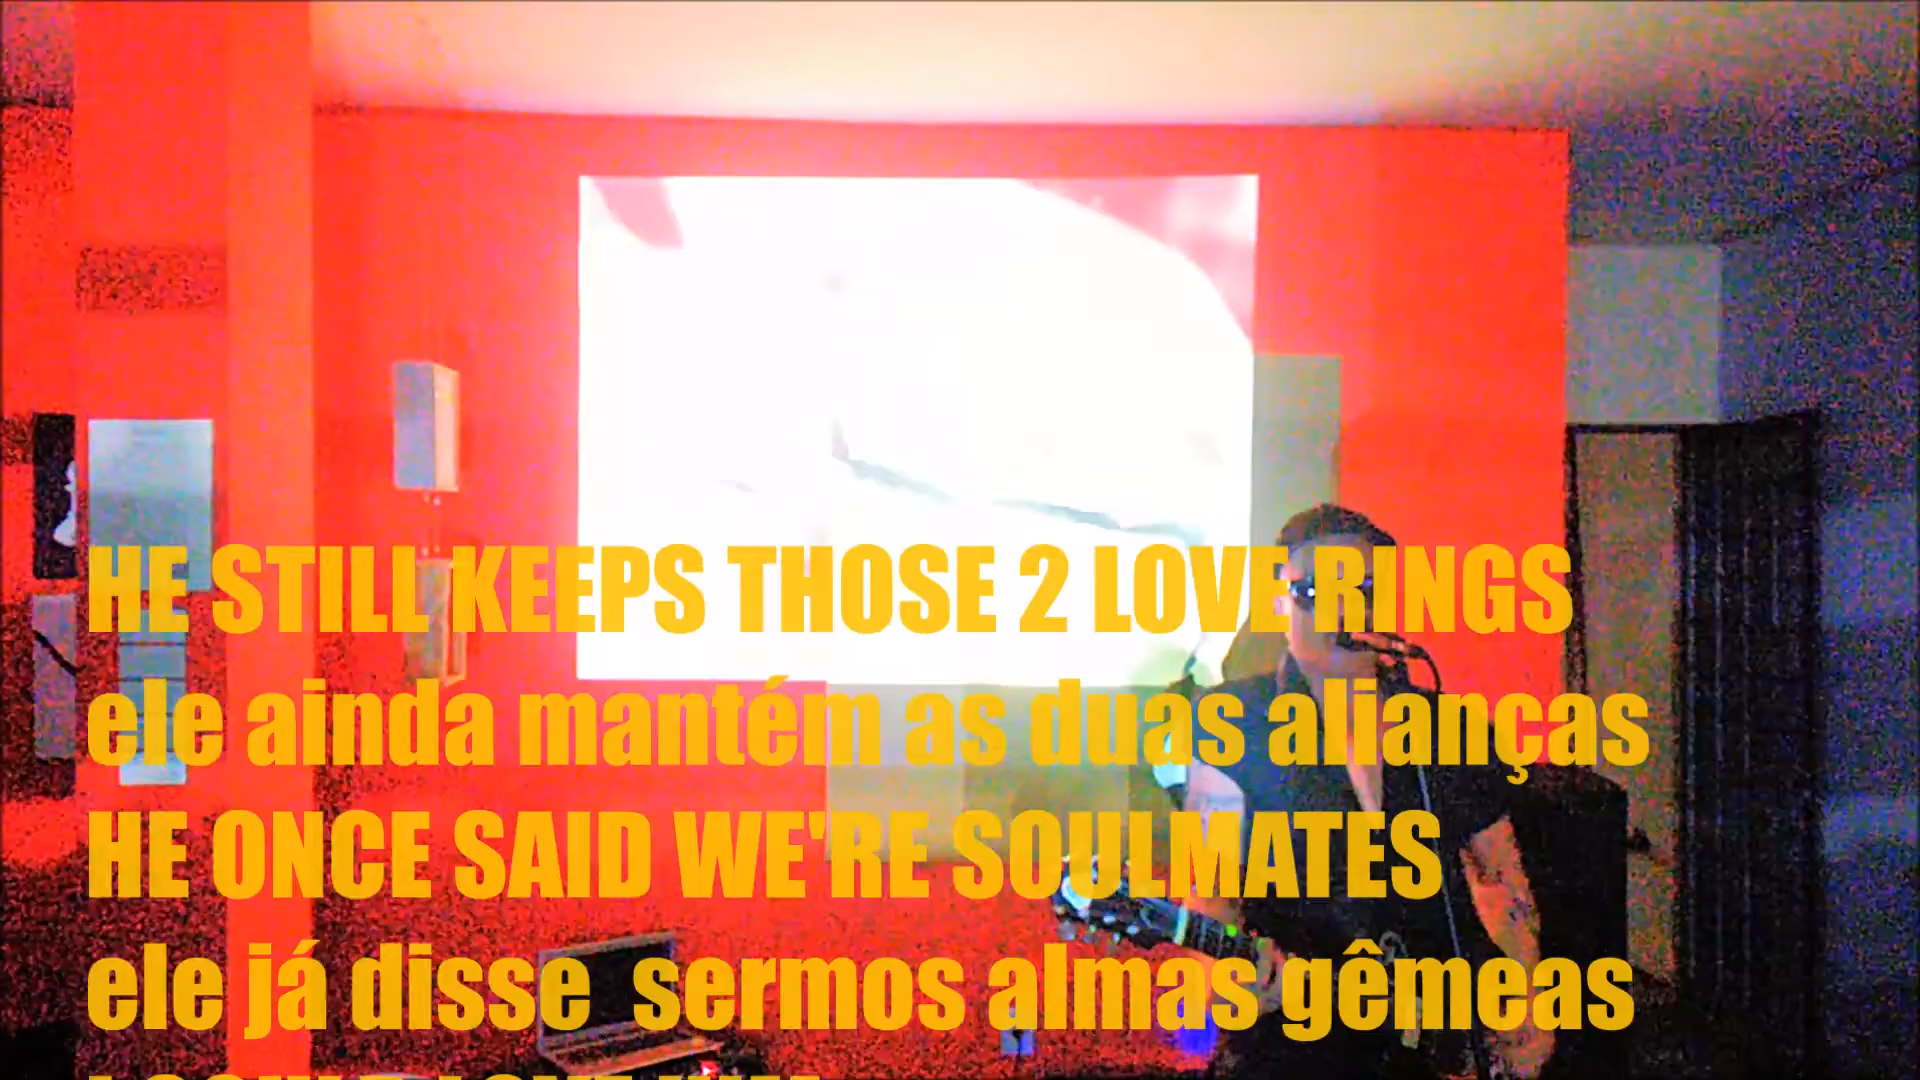 HE STILL KEEPS THOSE 2 LOVE RINGS
ele ainda mantém as duas alianças
HE ONCE SAID WE'RE SOULMATES
ele já disse  sermos almas gêmeas